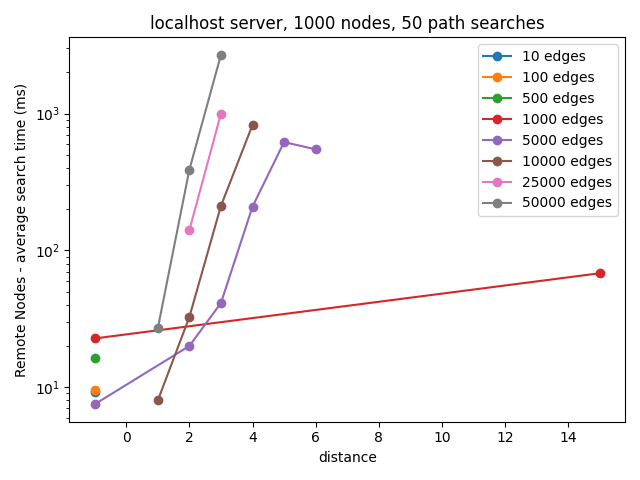 localhost server, 1000 nodes, 50 path searches
Remote Nodes - average search time (ms)
10³
10²
10¹
10 edges
100 edges
500 edges
1000 edges
5000 edges
10000 edges
25000 edges
50000 edges
0 2 4 6 8 10 12 14
distance